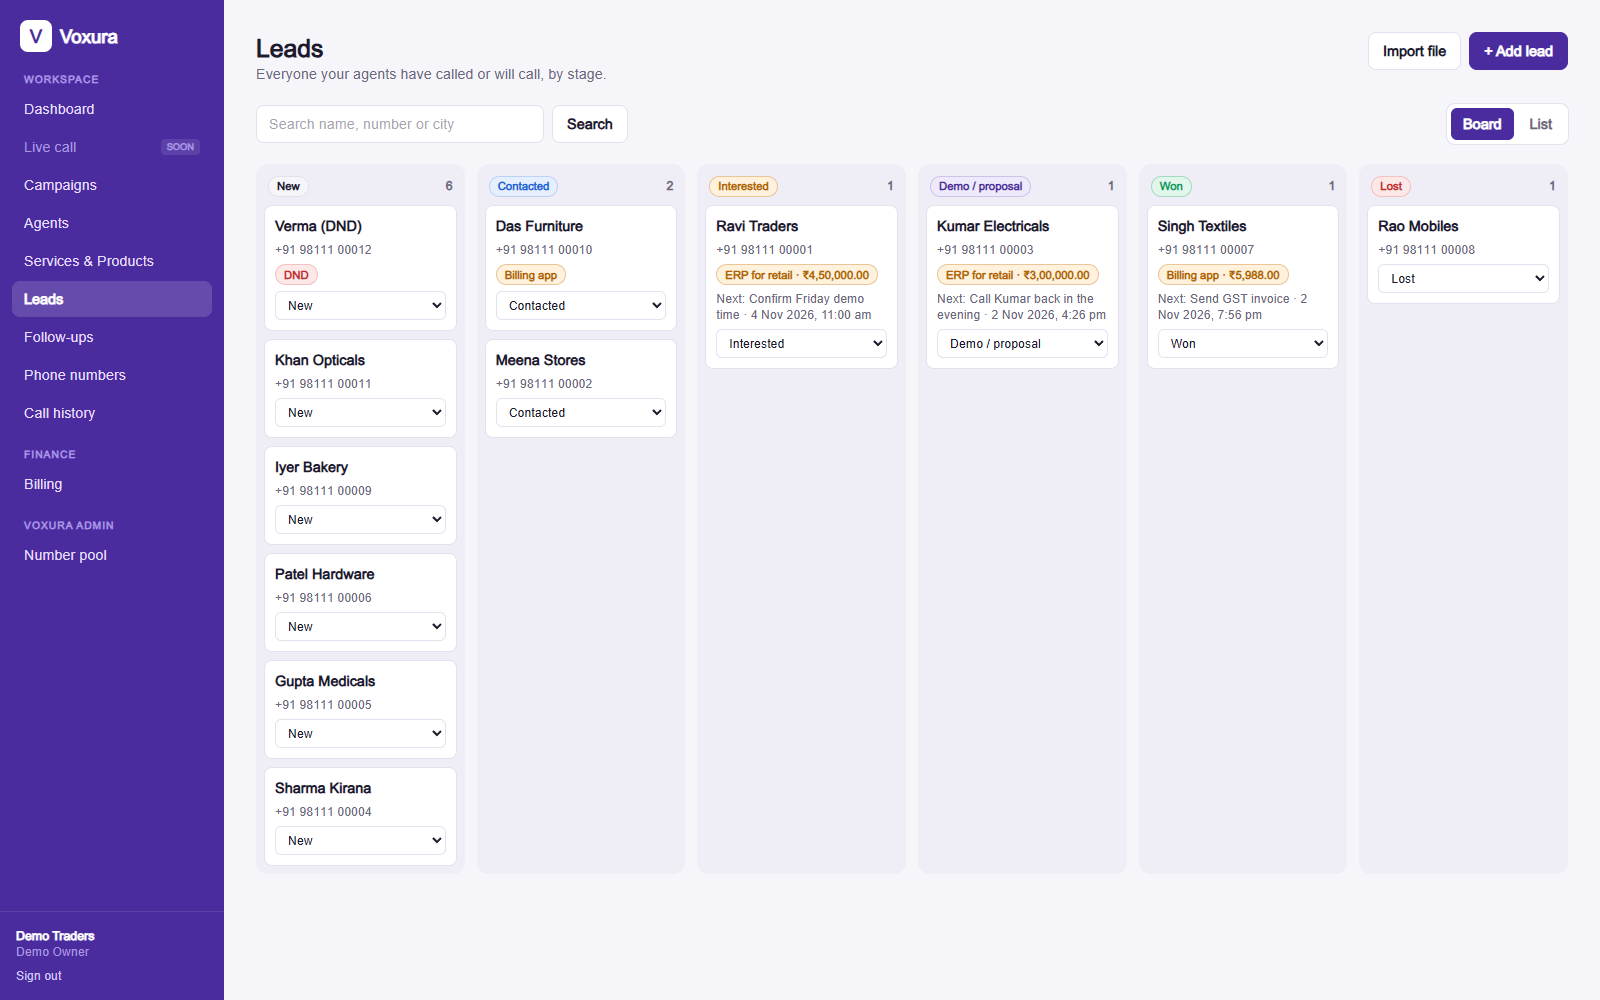 V Voxura
WORKSPACE
Dashboard
Live call SOON
Campaigns
Agents
Services & Products
Leads
Follow-ups
Phone numbers
Call history
FINANCE
Billing
VOXURA ADMIN
Number pool
Demo Traders
Demo Owner
Sign out
Leads
Everyone your agents have called or will call, by stage.
Import file
+ Add lead
Search name, number or city
Search
Board
List
New 6
Verma (DND)
+91 98111 00012
DND
New
Khan Opticals
+91 98111 00011
New
Iyer Bakery
+91 98111 00009
New
Patel Hardware
+91 98111 00006
New
Gupta Medicals
+91 98111 00005
New
Sharma Kirana
+91 98111 00004
New
Contacted 2
Das Furniture
+91 98111 00010
Billing app
Contacted
Meena Stores
+91 98111 00002
Contacted
Interested 1
Ravi Traders
+91 98111 00001
ERP for retail · ₹4,50,000.00
Next: Confirm Friday demo
time · 4 Nov 2026, 11:00 am
Interested
Demo / proposal 1
Kumar Electricals
+91 98111 00003
ERP for retail · ₹3,00,000.00
Next: Call Kumar back in the
evening · 2 Nov 2026, 4:26 pm
Demo / proposal
Won 1
Singh Textiles
+91 98111 00007
Billing app · ₹5,988.00
Next: Send GST invoice · 2
Nov 2026, 7:56 pm
Won
Lost 1
Rao Mobiles
+91 98111 00008
Lost